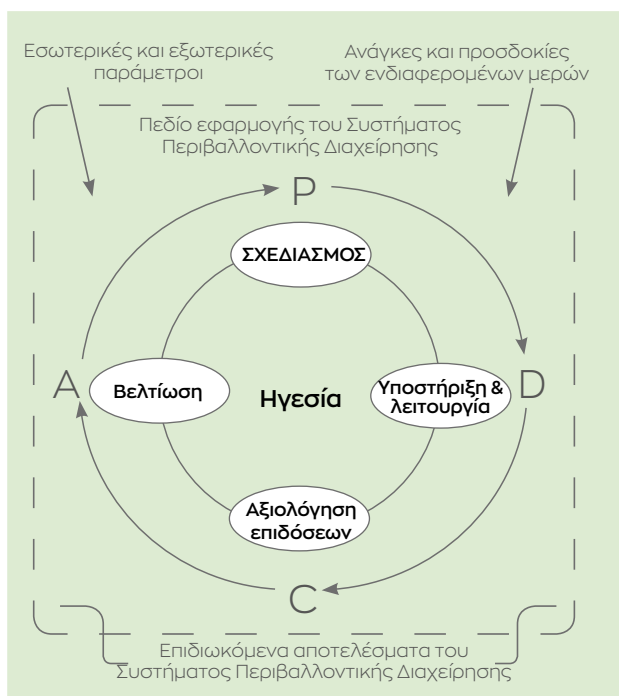 Εσωτερικές και εξωτερικές
παράμετροι
Ανάγκες και προσδοκίες
των ενδιαφερομένων μερών
Πεδίο εφαρμογής του Συστήματος
Περιβαλλοντικής Διαχείρησης
P
ΣΧΕΔΙΑΣΜΟΣ
A
Βελτίωση
Ηγεσία
Υποστήριξη &
λειτουργία
D
Αξιολόγηση
επιδόσεων
C
Επιδιωκόμενα αποτελέσματα του
Συστήματος Περιβαλλοντικής Διαχείρησης